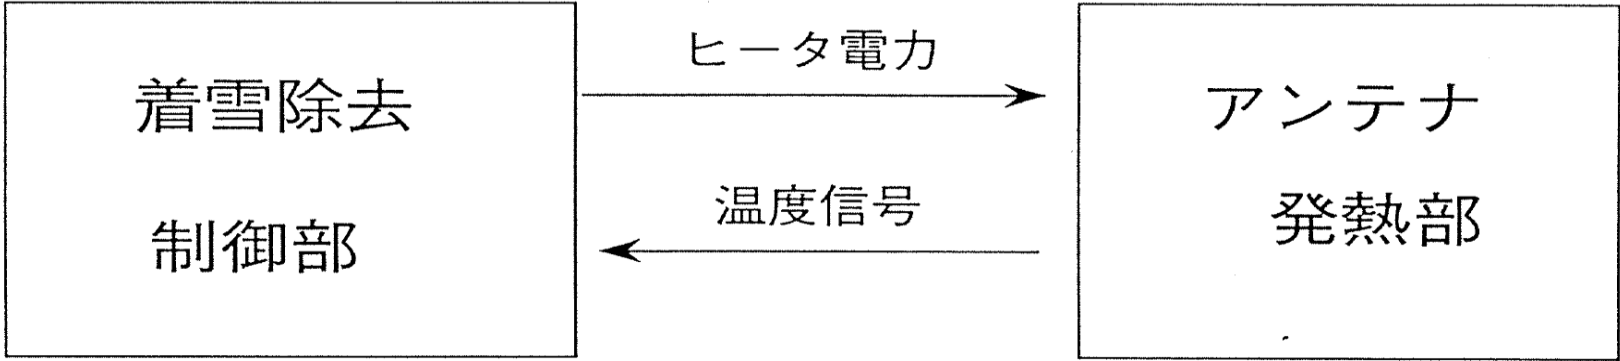 着雪除去
制御部
ヒータ電力
温度信号
アンテナ
発熱部